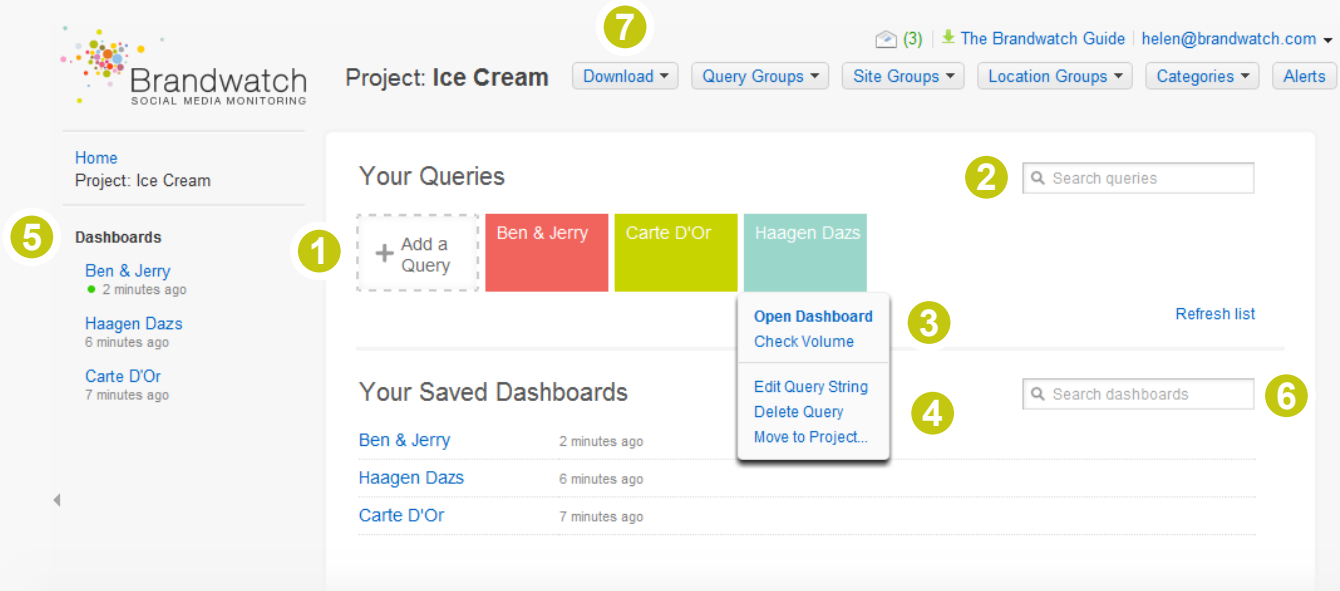 7
(3) The Brandwatch Guide helen@brandwatch.com
Brandwatch
SOCIAL MEDIA MONITORING
Project: Ice Cream Download Query Groups Site Groups Location Groups Categories Alerts
Home
Project: Ice Cream
Your Queries
2
Search queries
5
Dashboards
Ben & Jerry
2 minutes ago
Haagen Dazs
6 minutes ago
Carte D'Or
7 minutes ago
1
Add a
Query
Ben & Jerry
Carte D'Or
Haagen Dazs
Open Dashboard
Check Volume
3
Refresh list
Edit Query String
Delete Query
Move to Project...
4
Your Saved Dashboards
Search dashboards
6
Ben & Jerry 2 minutes ago
Haagen Dazs 6 minutes ago
Carte D'Or 7 minutes ago